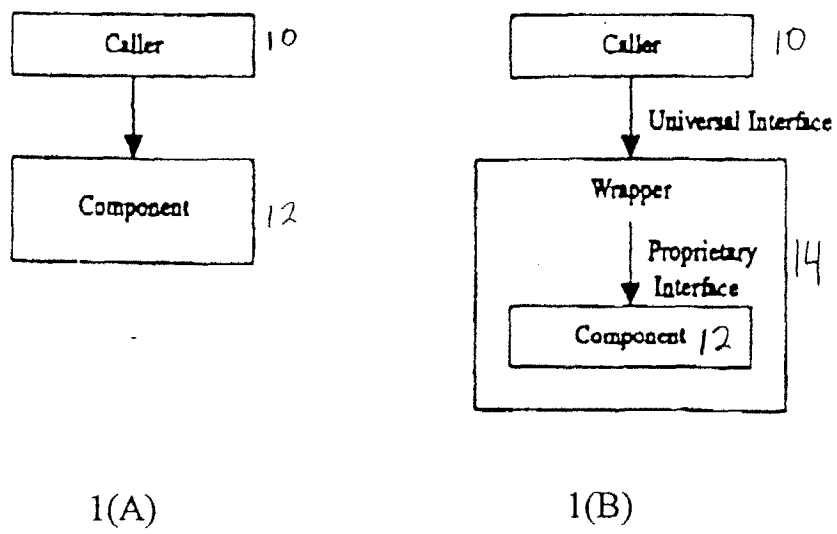 Caller 10
Component 12
1(A)
Caller 10
Universal Interface
Wrapper
14
Proprietary
Interface
Component 12
1(B)